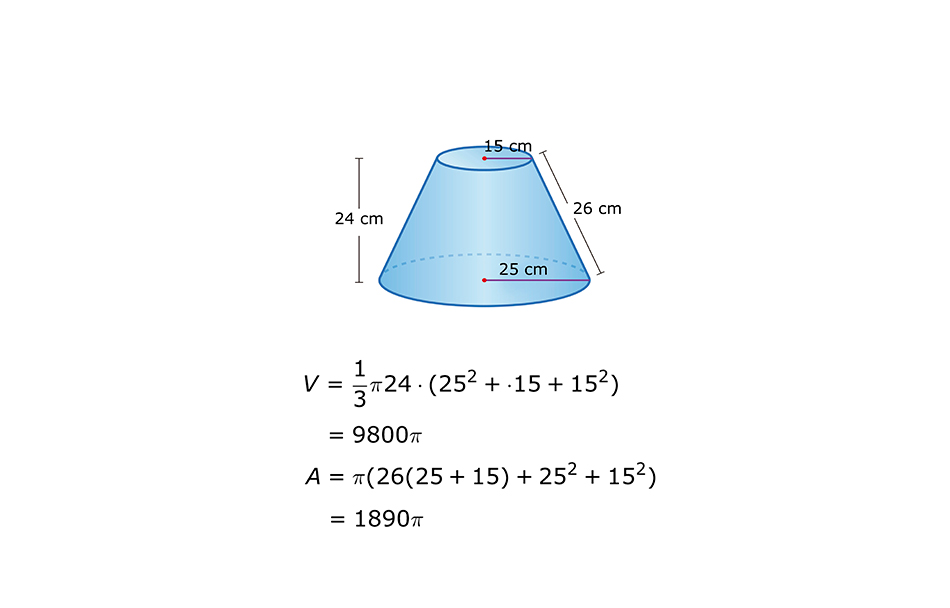 15 cm
26 cm
24 cm
25 cm
V = 1/3 π24 · (25² + ·15 + 15²)
= 9800π
A = π(26(25 + 15) + 25² + 15²)
= 1890π